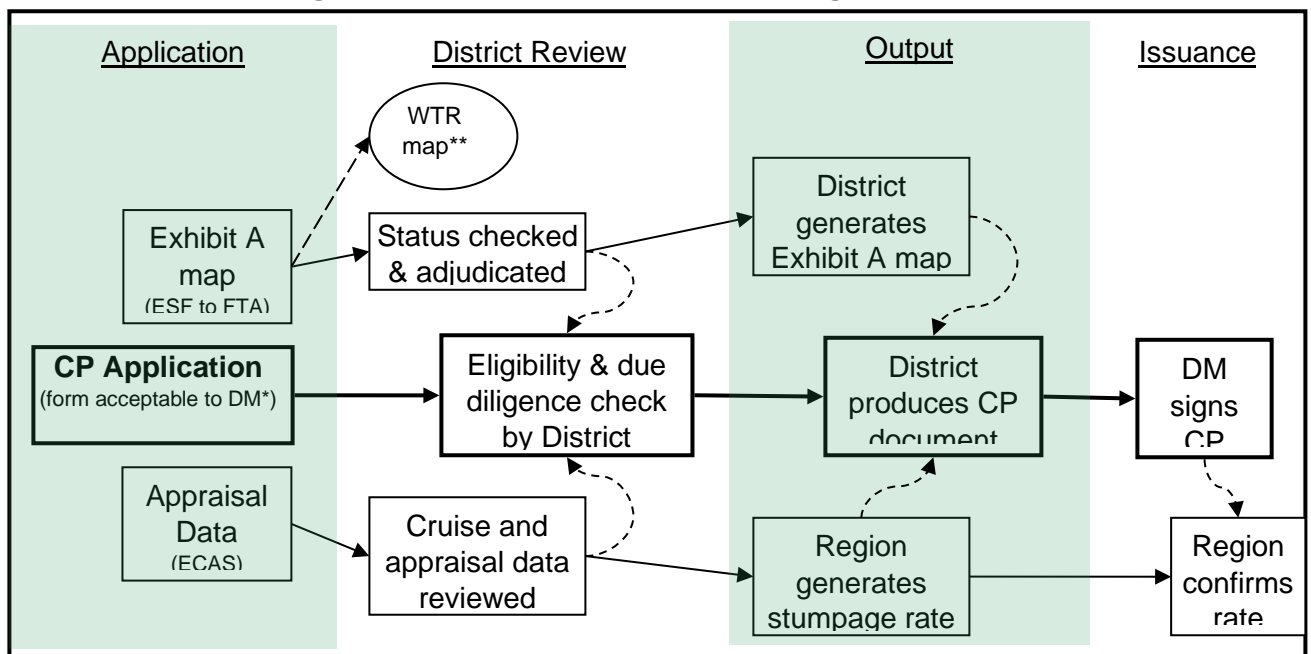 Application
District Review
Output
Issuance
WTR
map**
Exhibit A
map
(ESF to FTA)
Status checked
& adjudicated
District
generates
Exhibit A map
CP Application
(form acceptable to DM*)
Eligibility & due
diligence check
by District
District
produces CP
document
DM
signs
CP
Appraisal
Data
(ECAS)
Cruise and
appraisal data
reviewed
Region
generates
stumpage rate
Region
confirms
rate